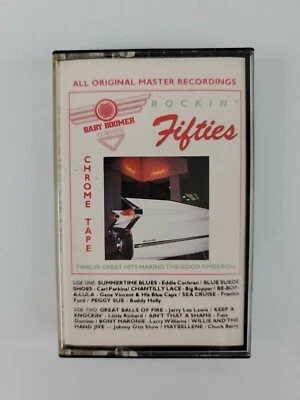 ALL ORIGINAL MASTER RECORDINGS
ROCKIN'
BABY BOOMER
CLASSICS
Fifties
CHROME TAPE
TWELVE GREAT HITS MAKING THE GOOD TIMES ROLL
SIDE ONE: SUMMERTIME BLUES - Eddie Cochran / BLUE SUEDE
SHOES - Carl Perkins / CHANTILLY LACE - Big Bopper / BE-BOP-
A-LULA - Gene Vincent & His Blue Caps / SEA CRUISE - Frankie
Ford / PEGGY SUE - Buddy Holly
SIDE TWO: GREAT BALLS OF FIRE - Jerry Lee Lewis / KEEP A
KNOCKIN' - Little Richard / AIN'T THAT A SHAME - Fats
Domino / BONY MARONIE - Larry Williams / WILLIE AND THE
HAND JIVE - Johnny Otis Show / MAYBELLENE - Chuck Berry